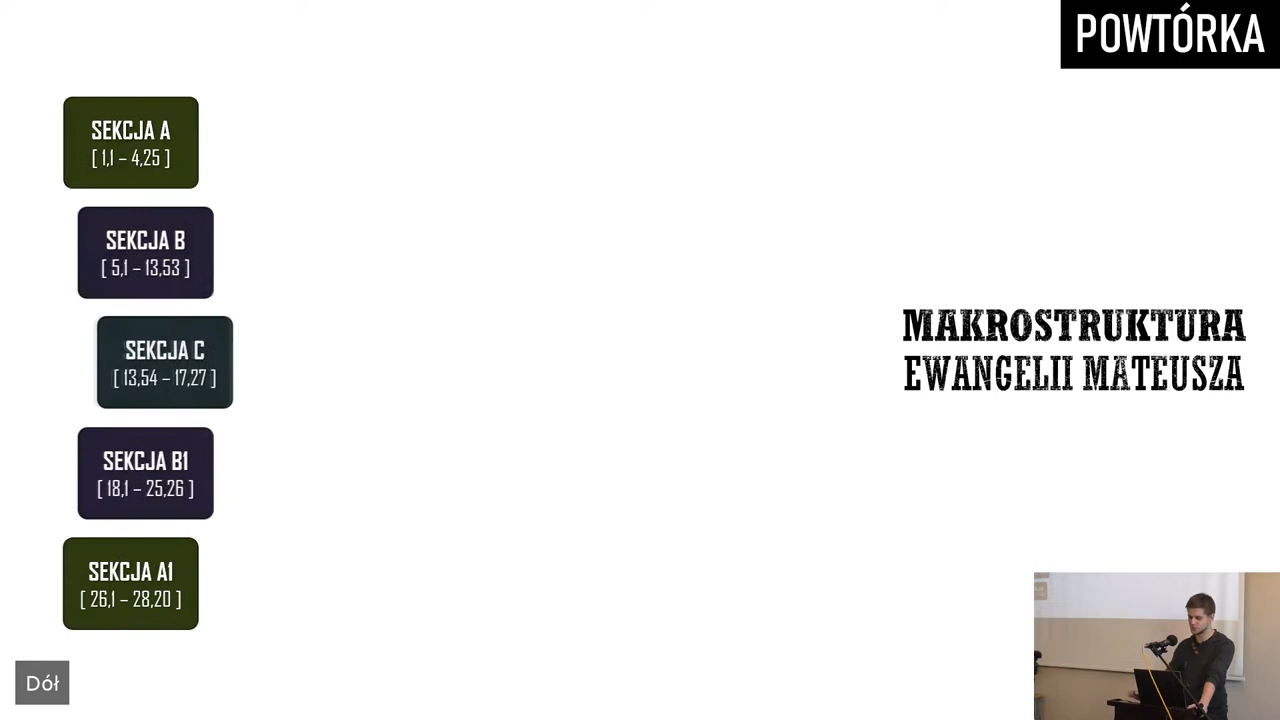 POWTÓRKA
SEKCJA A
[ 1,1 – 4,25 ]
SEKCJA B
[ 5,1 – 13,53 ]
SEKCJA C
[ 13,54 – 17,27 ]
SEKCJA B1
[ 18,1 – 25,26 ]
SEKCJA A1
[ 26,1 – 28,20 ]
MAKROSTRUKTURA
EWANGELII MATEUSZA
Dół